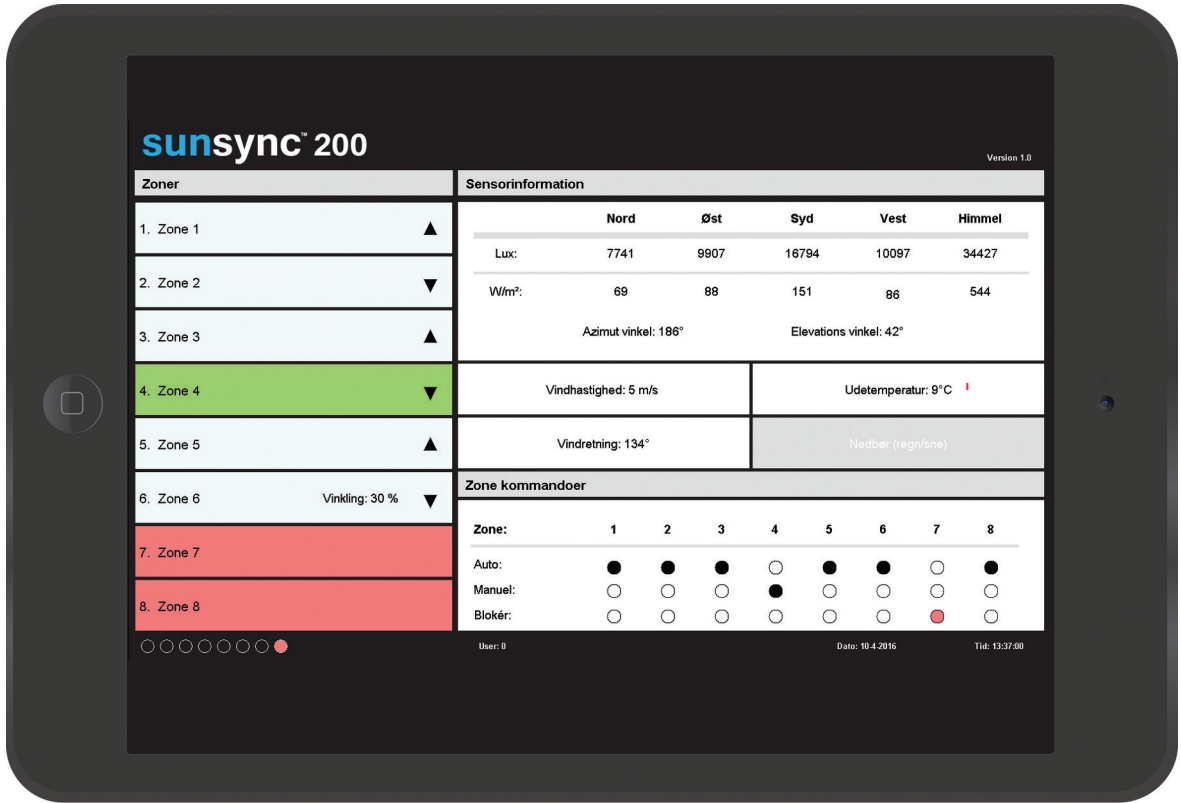 sunsync™ 200
Version 1.0
Zoner
1. Zone 1 ▲
2. Zone 2 ▼
3. Zone 3 ▲
4. Zone 4 ▼
5. Zone 5 ▲
6. Zone 6 Vinkling: 30 % ▼
7. Zone 7
8. Zone 8
Sensorinformation
Nord Øst Syd Vest Himmel
Lux: 7741 9907 16794 10097 34427
W/m²: 69 88 151 86 544
Azimut vinkel: 186° Elevations vinkel: 42°
Vindhastighed: 5 m/s Udetemperatur: 9°C
Vindretning: 134° Nedbør (regn/sne)
Zone kommandoer
Zone: 1 2 3 4 5 6 7 8
Auto:
Manuel:
Blokér:
User: 0 Dato: 10-4-2016 Tid: 13:37:00